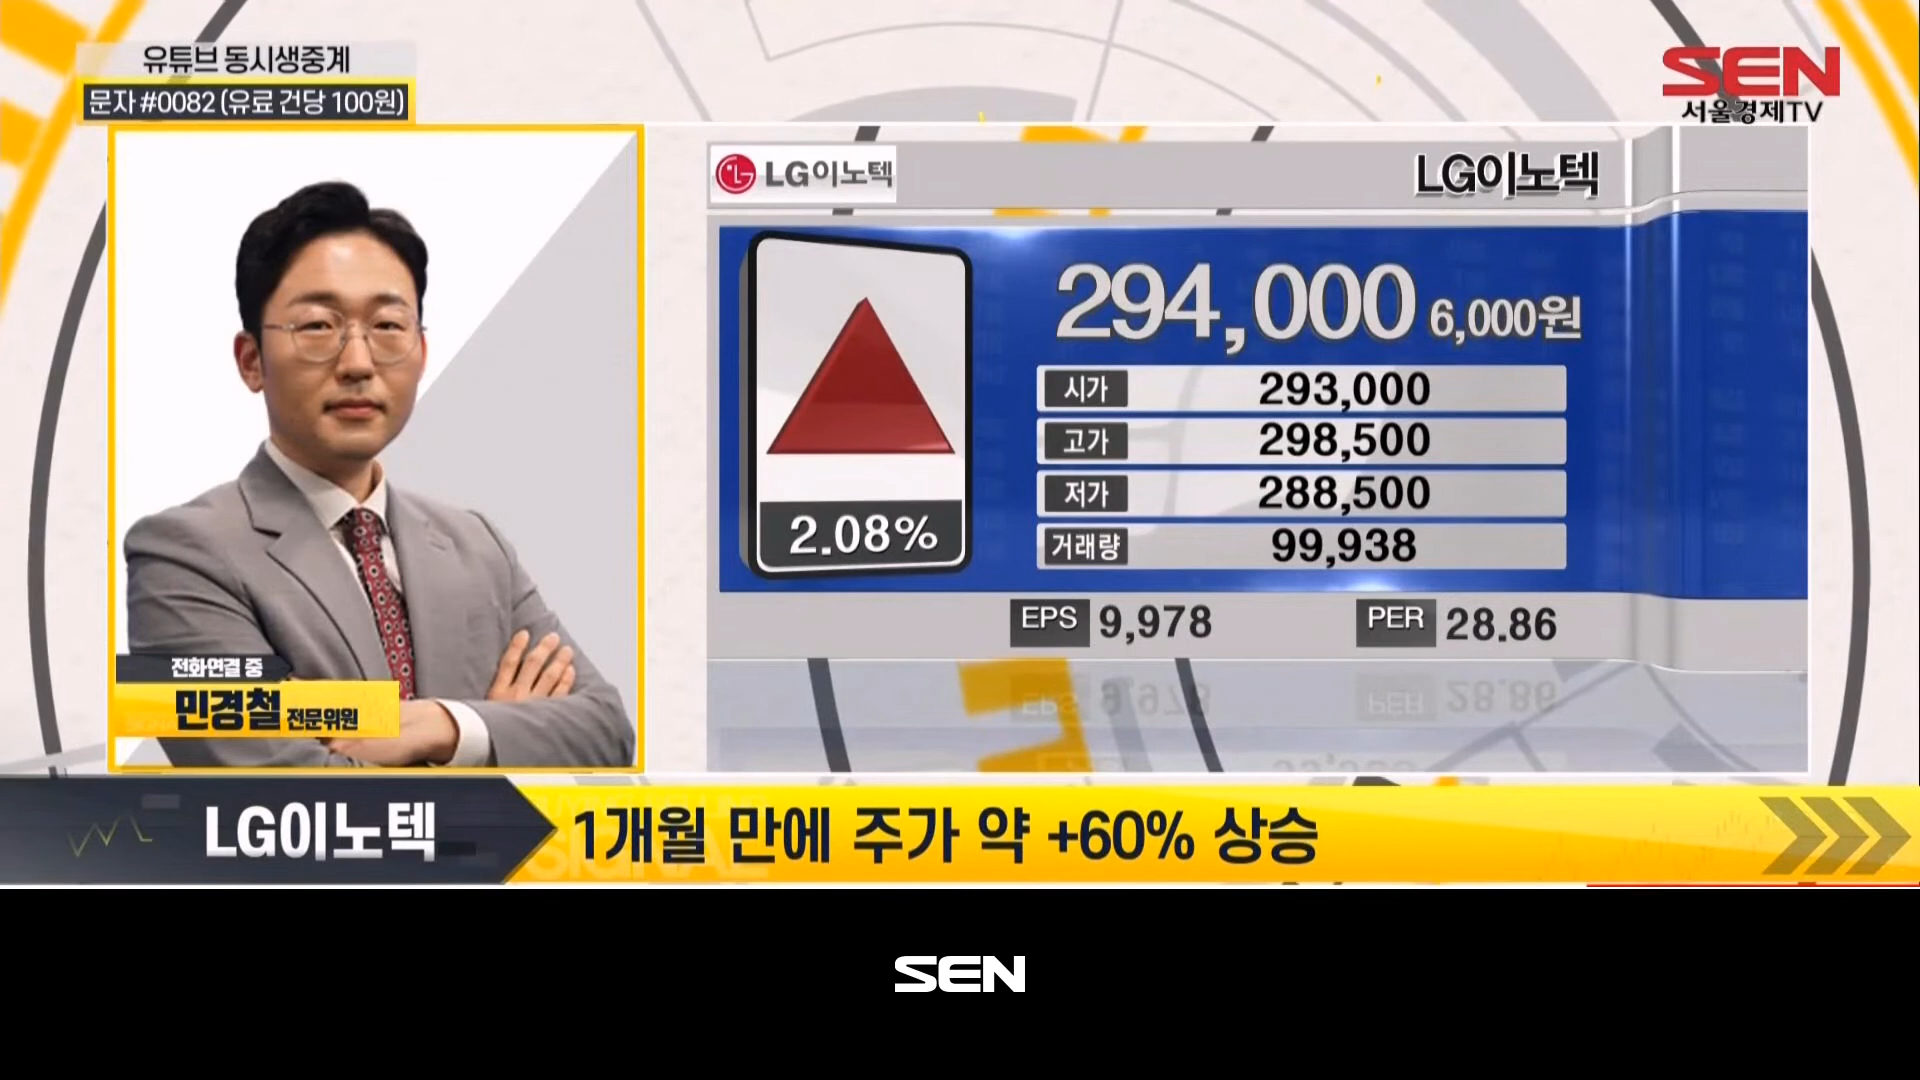 유튜브 동시생중계
문자 #0082 (유료 건당 100원)
SEN
서울경제TV
LG이노텍
LG이노텍
294,000 6,000원
시가 293,000
고가 298,500
저가 288,500
거래량 99,938
2.08%
EPS 9,978 PER 28.86
전화연결 중
민경철 전문위원
LG이노텍
1개월 만에 주가 약 +60% 상승
SEN